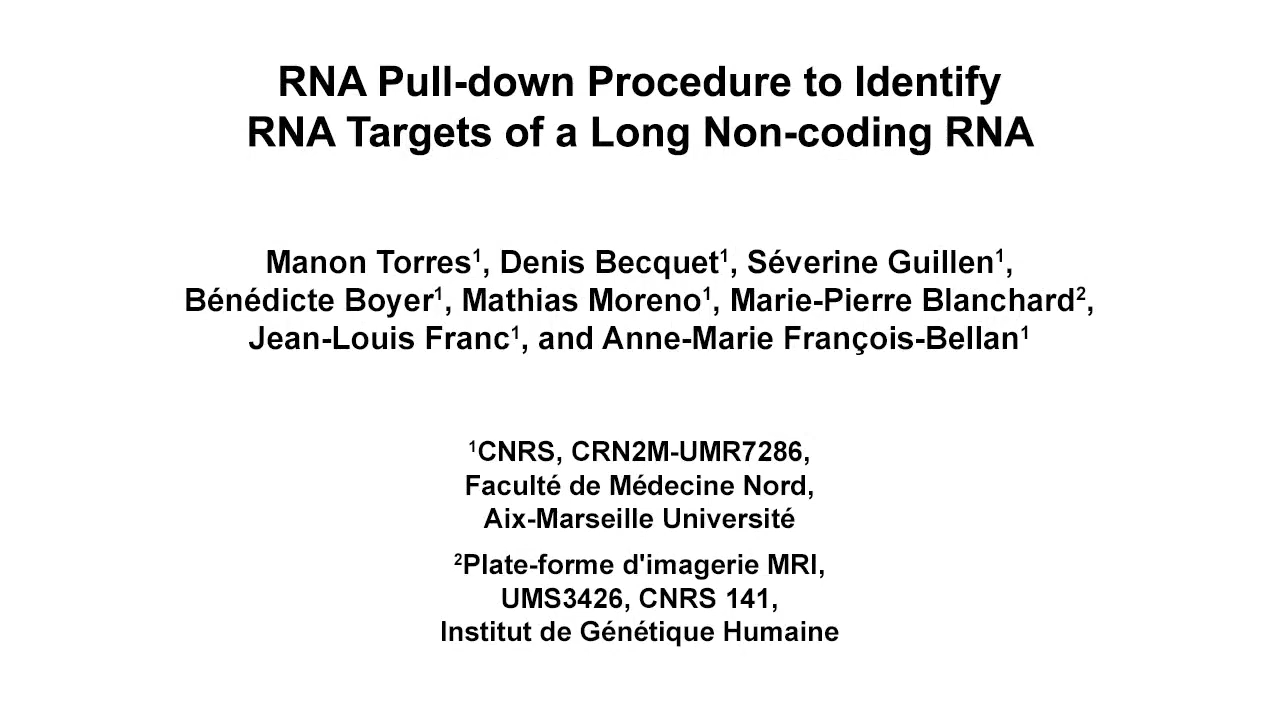 RNA Pull-down Procedure to Identify
RNA Targets of a Long Non-coding RNA
Manon Torres¹, Denis Becquet¹, Séverine Guillen¹,
Bénédicte Boyer¹, Mathias Moreno¹, Marie-Pierre Blanchard²,
Jean-Louis Franc¹, and Anne-Marie François-Bellan¹
¹CNRS, CRN2M-UMR7286,
Faculté de Médecine Nord,
Aix-Marseille Université
²Plate-forme d'imagerie MRI,
UMS3426, CNRS 141,
Institut de Génétique Humaine